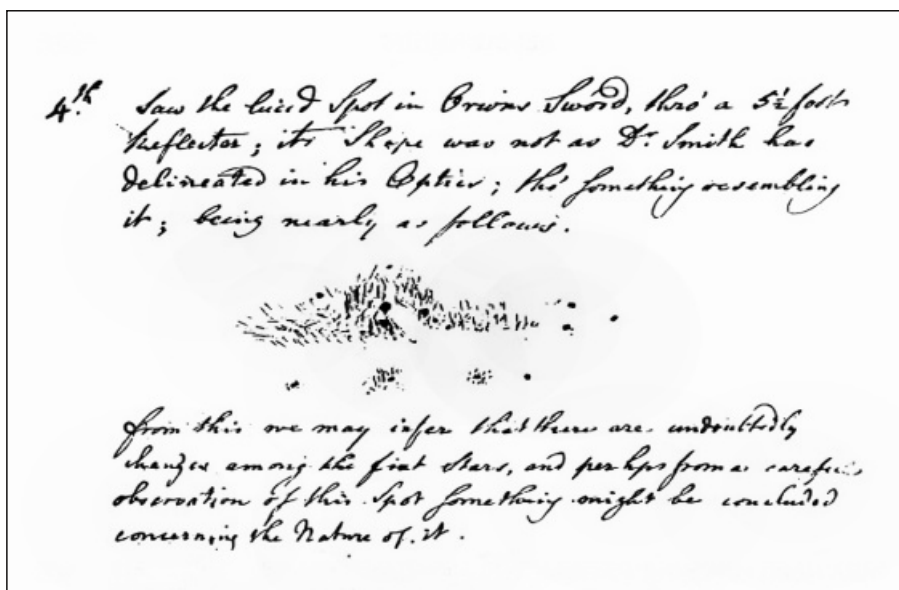 4.th Saw the lucid Spot in Orions Sword, thro' a 5½ foot
Reflector; its Shape was not as Dr. Smith has
delineated in his Optics; tho' something resembling
it; being nearly as follows.
from this we may infer that there are undoubtedly
changes among the fixt Stars, and perhaps from a careful
observation of this Spot something might be concluded
concerning the Nature of it.